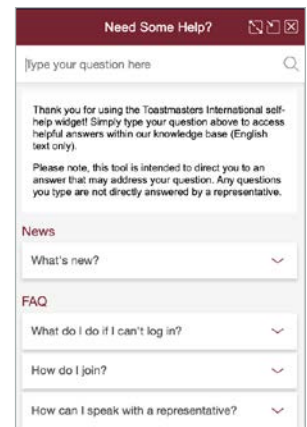 Need Some Help?
Type your question here
Thank you for using the Toastmasters International self-
help widget! Simply type your question above to access
helpful answers within our knowledge base (English
text only).
Please note, this tool is intended to direct you to an
answer that may address your question. Any questions
you type are not directly answered by a representative.
News
What's new?
FAQ
What do I do if I can't log in?
How do I join?
How can I speak with a representative?